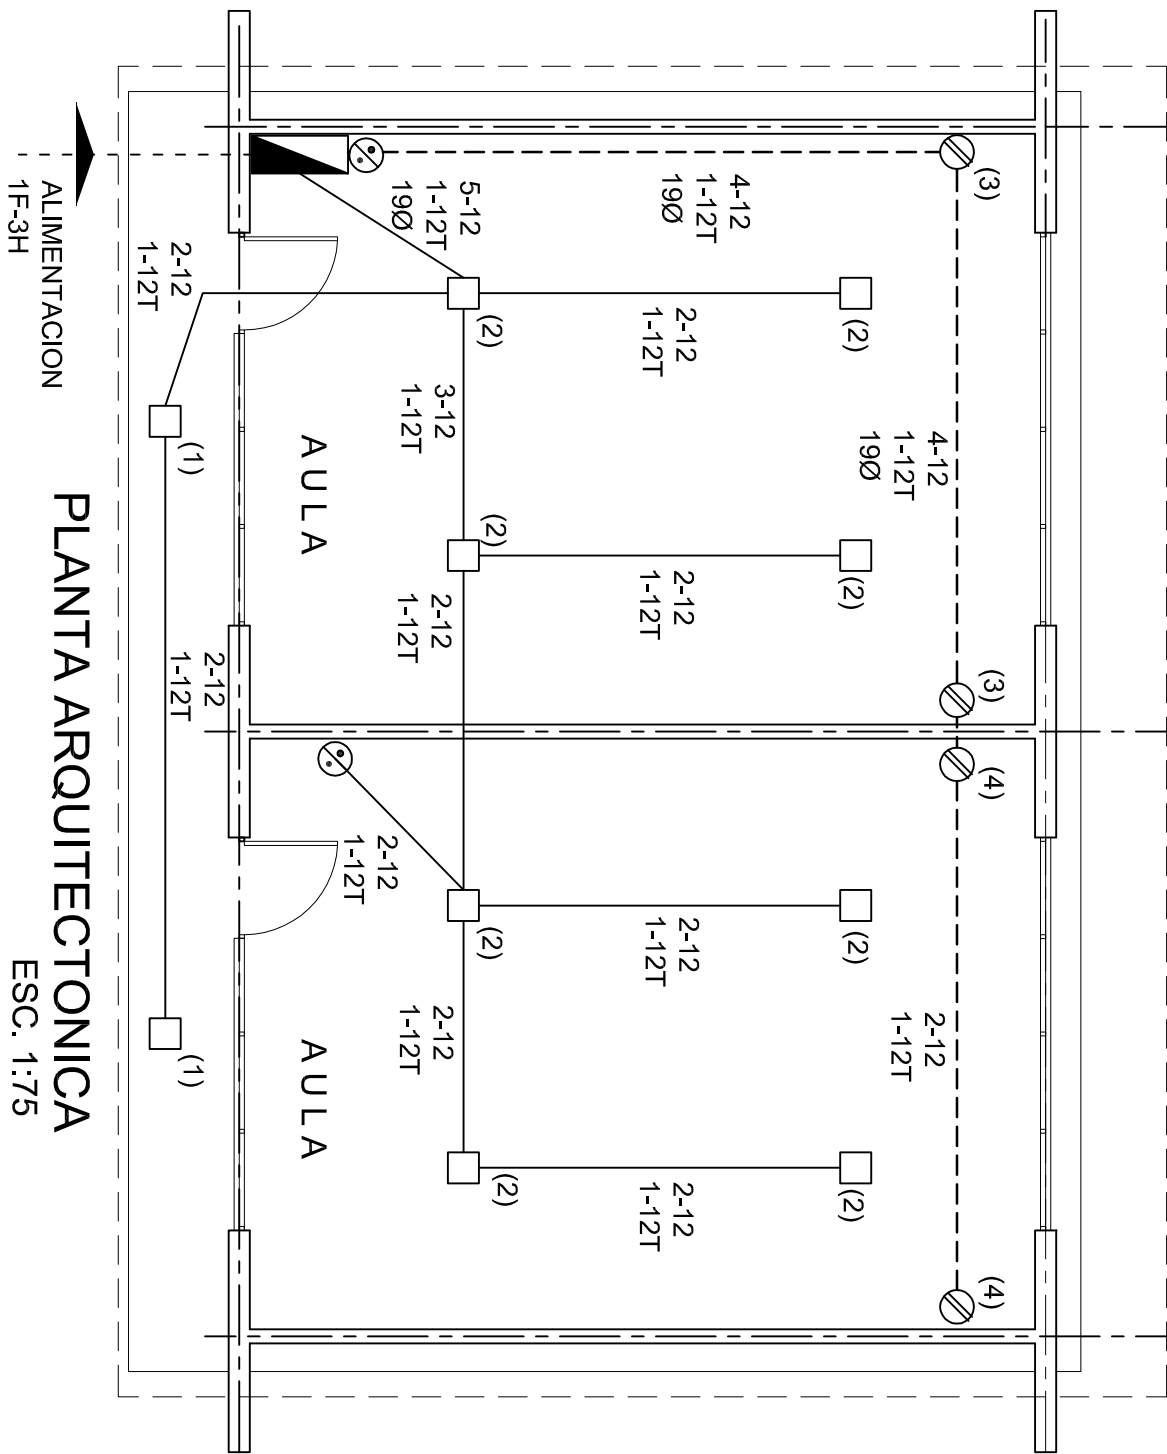 (3)
(3)
(4)
(4)
4-12
1-12T
19Ø
2-12
1-12T
(2)
(2)
(2)
(2)
4-12
1-12T
19Ø
2-12
1-12T
2-12
1-12T
2-12
1-12T
2-12
1-12T
(2)
(2)
(2)
(2)
5-12
1-12T
19Ø
3-12
1-12T
2-12
1-12T
2-12
1-12T
2-12
1-12T
A U L A
A U L A
2-12
1-12T
2-12
1-12T
(1)
(1)
ALIMENTACION
1F-3H
PLANTA ARQUITECTONICA
ESC. 1:75